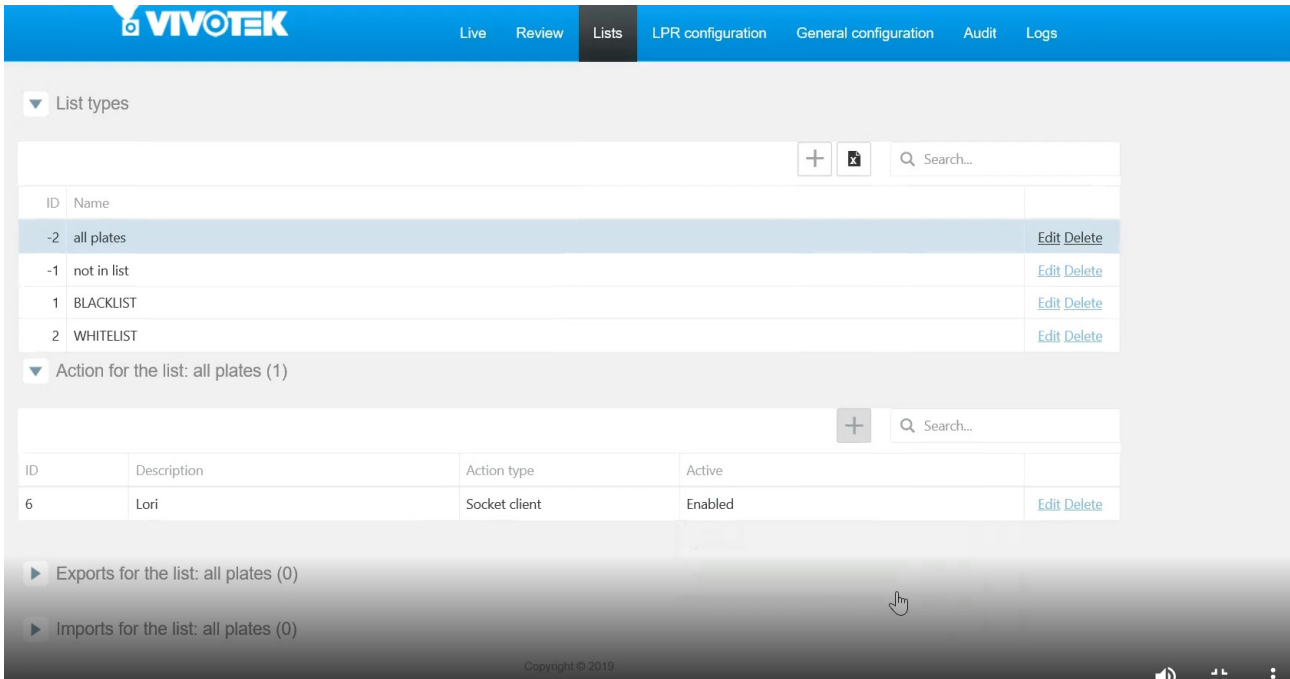 VIVOTEK
Live Review Lists LPR configuration General configuration Audit Logs
List types
Search...
ID Name
-2 all plates Edit Delete
-1 not in list Edit Delete
1 BLACKLIST Edit Delete
2 WHITELIST Edit Delete
Action for the list: all plates (1)
Search...
ID Description Action type Active
6 Lori Socket client Enabled Edit Delete
Exports for the list: all plates (0)
Imports for the list: all plates (0)
Copyright © 2019